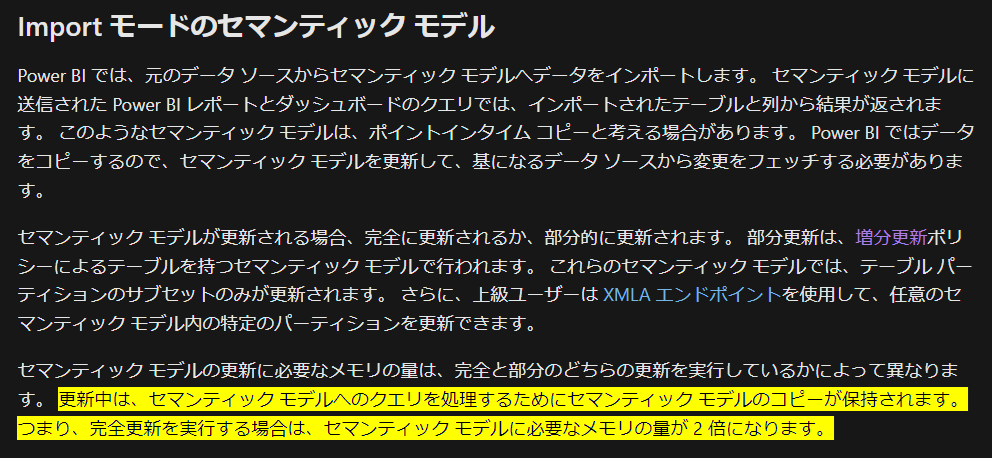 Import モードのセマンティック モデル
Power BI では、元のデータ ソースからセマンティック モデルへデータをインポートします。 セマンティック モデルに
送信された Power BI レポートとダッシュボードのクエリでは、インポートされたテーブルと列から結果が返されま
す。 このようなセマンティック モデルは、ポイントインタイム コピーと考える場合があります。 Power BI ではデータ
をコピーするので、セマンティック モデルを更新して、基になるデータ ソースから変更をフェッチする必要がありま
す。
セマンティック モデルが更新される場合、完全に更新されるか、部分的に更新されます。 部分更新は、増分更新ポリ
シーによるテーブルを持つセマンティック モデルで行われます。 これらのセマンティック モデルでは、テーブル パー
ティションのサブセットのみが更新されます。 さらに、上級ユーザーは XMLA エンドポイントを使用して、任意のセ
マンティック モデル内の特定のパーティションを更新できます。
セマンティック モデルの更新に必要なメモリの量は、完全と部分のどちらの更新を実行しているかによって異なりま
す。 更新中は、セマンティック モデルへのクエリを処理するためにセマンティック モデルのコピーが保持されます。
つまり、完全更新を実行する場合は、セマンティック モデルに必要なメモリの量が 2 倍になります。